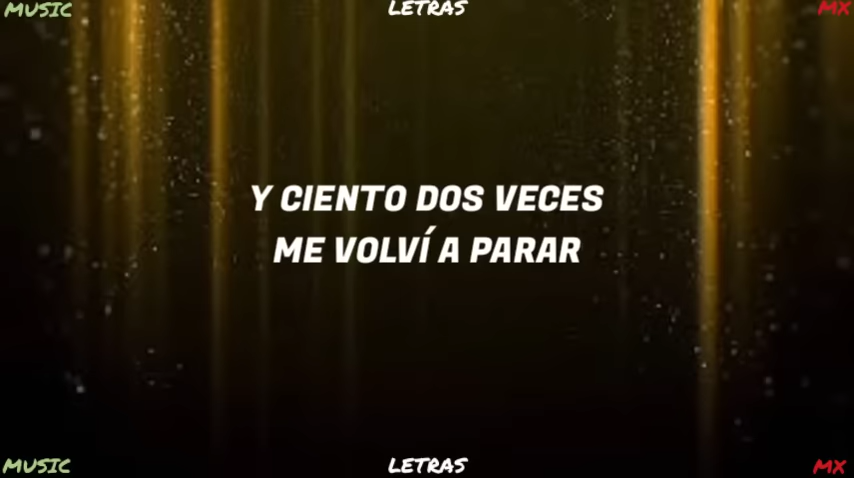 MUSIC LETRAS MX
Y CIENTO DOS VECES
ME VOLVÍ A PARAR
MUSIC LETRAS MX